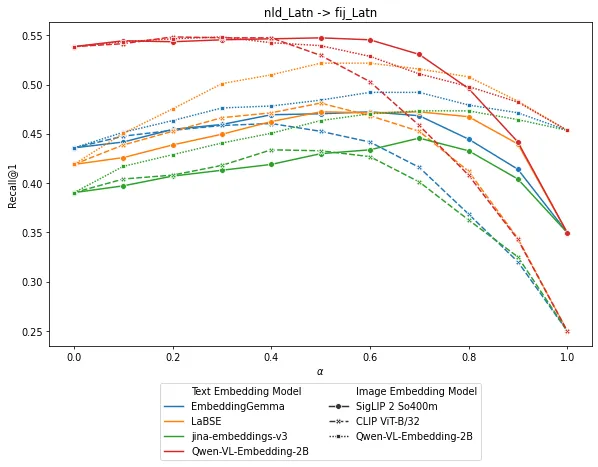 nld_Latn -> fij_Latn
0.55
0.50
0.45
0.40
0.35
0.30
0.25
Recall@1
0.0 0.2 0.4 0.6 0.8 1.0
α
Text Embedding Model
EmbeddingGemma
LaBSE
jina-embeddings-v3
Qwen-VL-Embedding-2B
Image Embedding Model
SigLIP 2 So400m
CLIP ViT-B/32
Qwen-VL-Embedding-2B